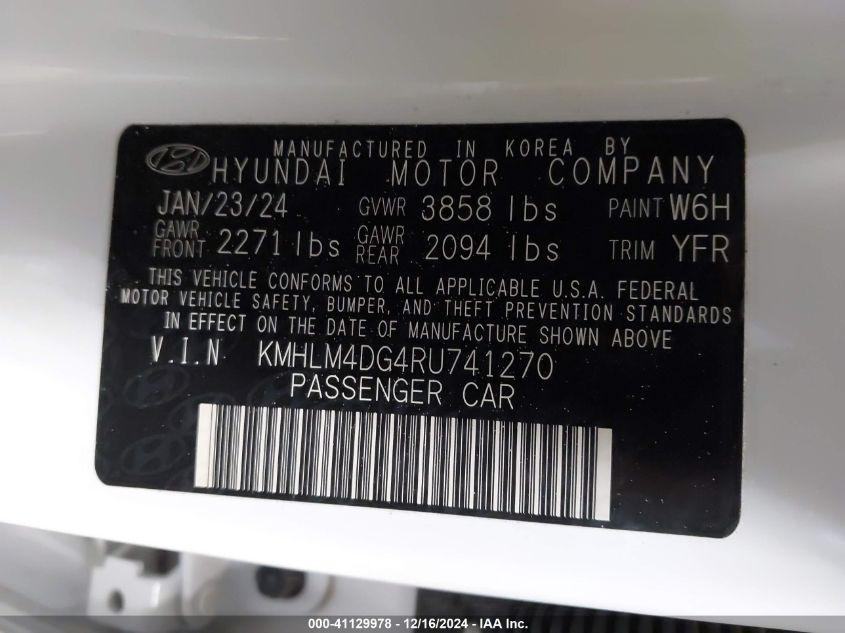 MANUFACTURED IN KOREA BY
HYUNDAI MOTOR COMPANY
JAN/23/24 GVWR 3858 lbs PAINT W6H
GAWR FRONT 2271 lbs GAWR REAR 2094 lbs TRIM YFR
THIS VEHICLE CONFORMS TO ALL APPLICABLE U.S.A. FEDERAL
MOTOR VEHICLE SAFETY, BUMPER, AND THEFT PREVENTION STANDARDS
IN EFFECT ON THE DATE OF MANUFACTURE SHOWN ABOVE
V.I.N KMHLM4DG4RU741270
PASSENGER CAR
000-41129978 - 12/16/2024 - IAA Inc.